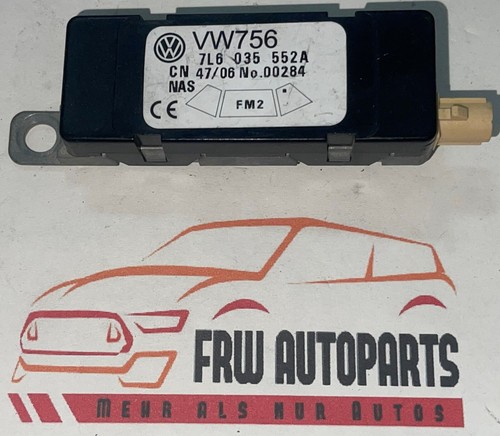 VW756
7L6 035 552A
CN 47/06 No.00284
NAS
CE
FM2
FRW AUTOPARTS
MEHR ALS NUR AUTOS